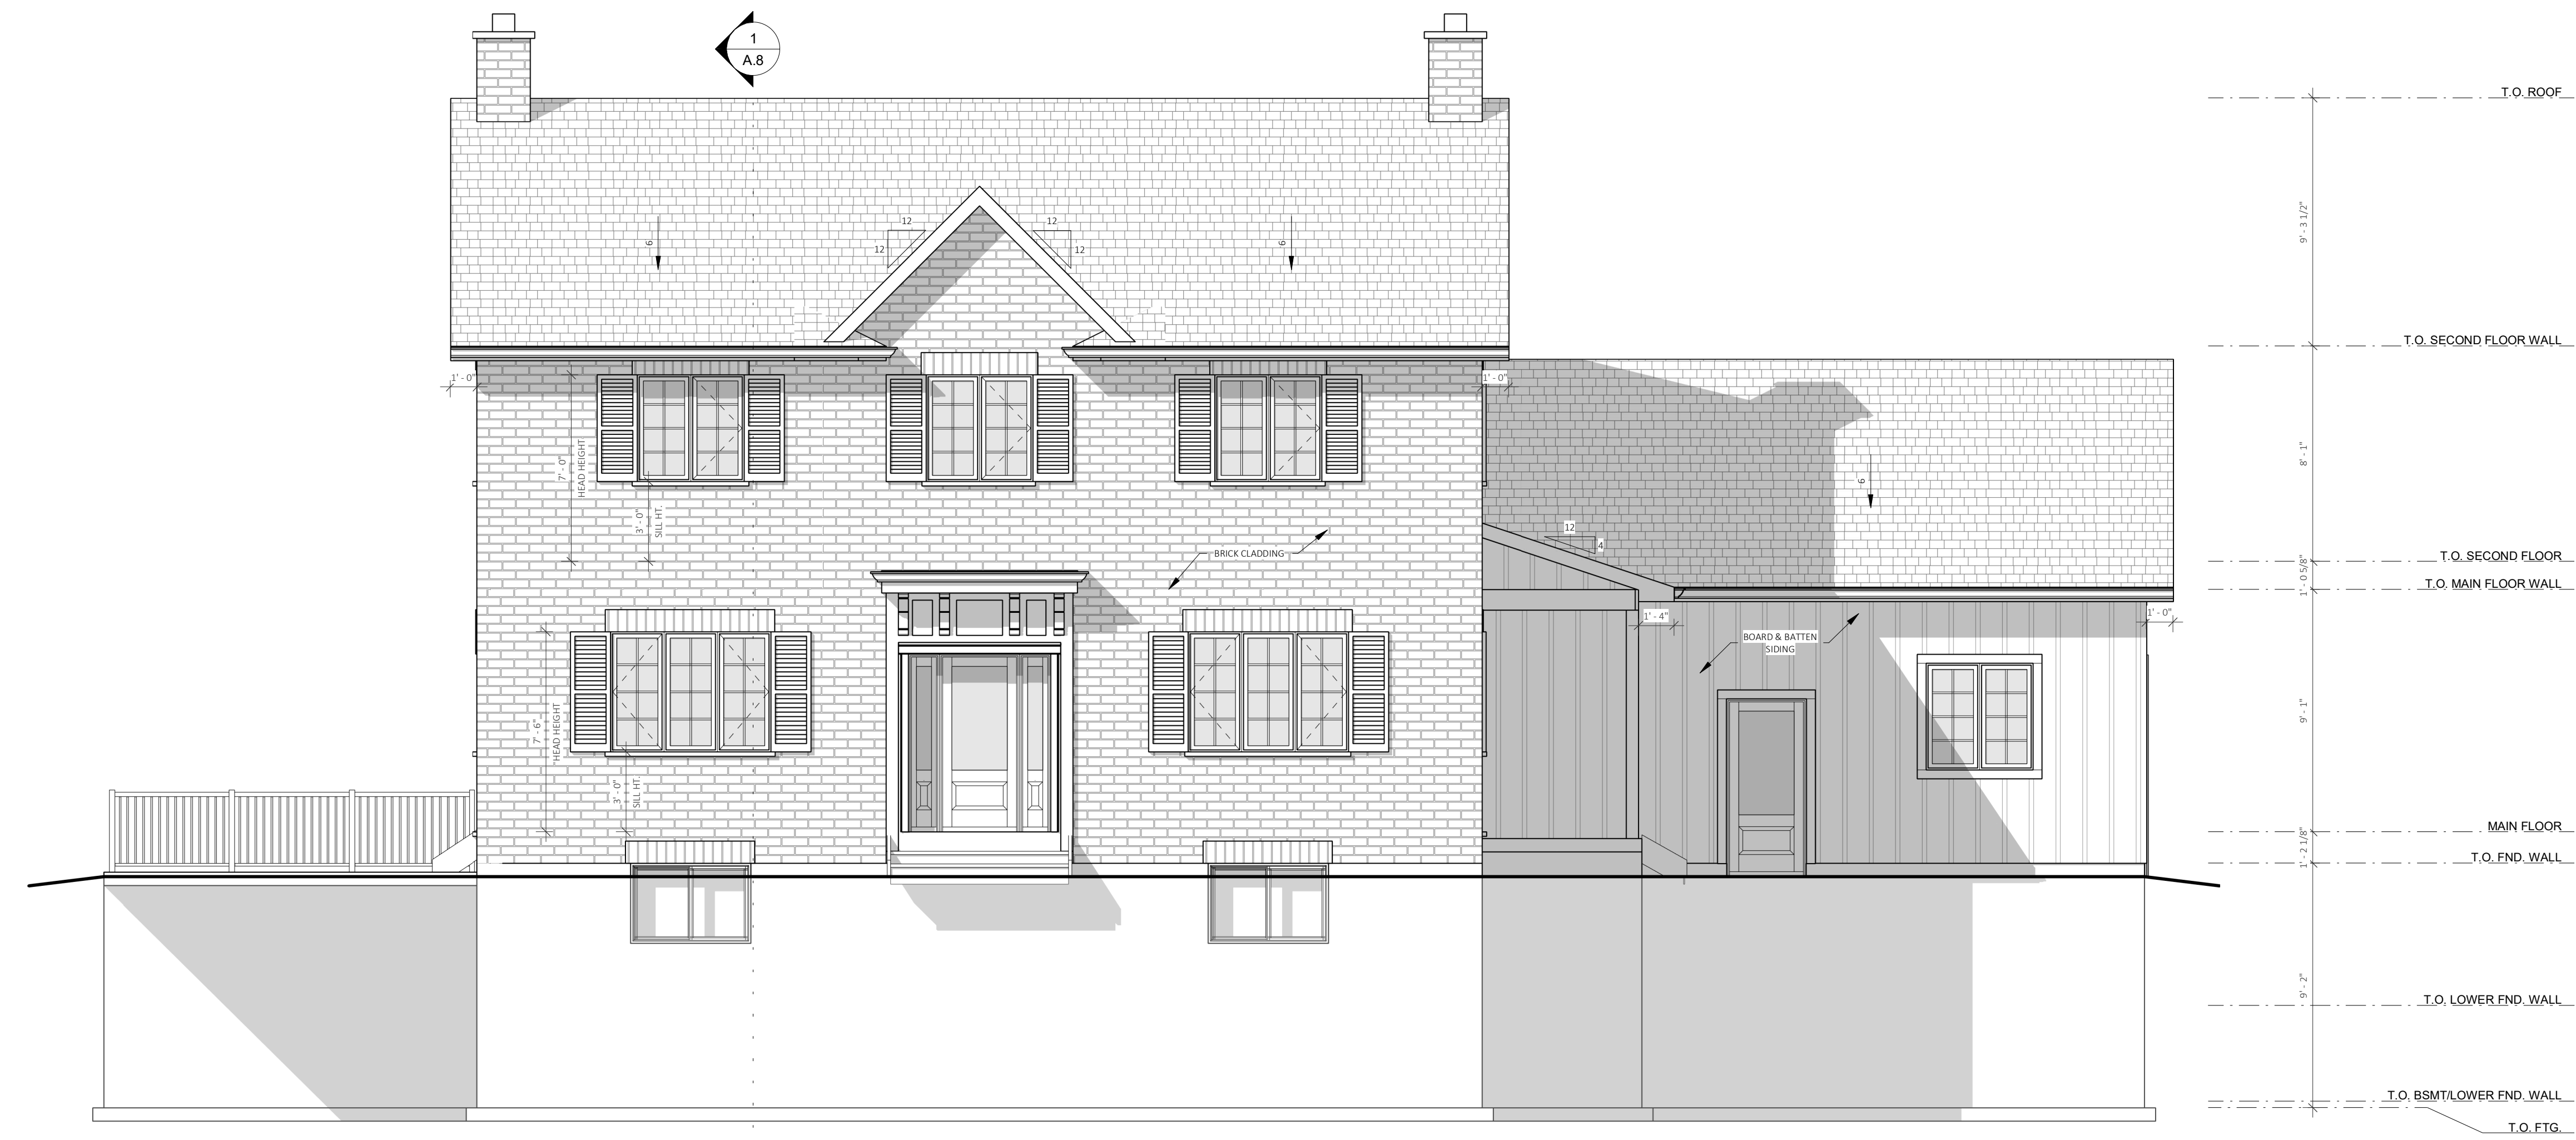 1
A.8
T.O. ROOF
12
12
12
12
6
6
9' - 3 1/2"
T.O. SECOND FLOOR WALL
1' - 0"
1' - 0"
7' - 0"
HEAD HEIGHT
8' - 1"
6
3' - 0"
SILL HT.
12
4
BRICK CLADDING
T.O. SECOND FLOOR
1' - 0 5/8"
T.O. MAIN FLOOR WALL
1' - 4"
1' - 0"
BOARD & BATTEN
SIDING
7' - 6"
HEAD HEIGHT
9' - 1"
3' - 0"
SILL HT.
MAIN FLOOR
1' - 2 1/8"
T.O. FND. WALL
9' - 2"
T.O. LOWER FND. WALL
T.O. BSMT/LOWER FND. WALL
T.O. FTG.